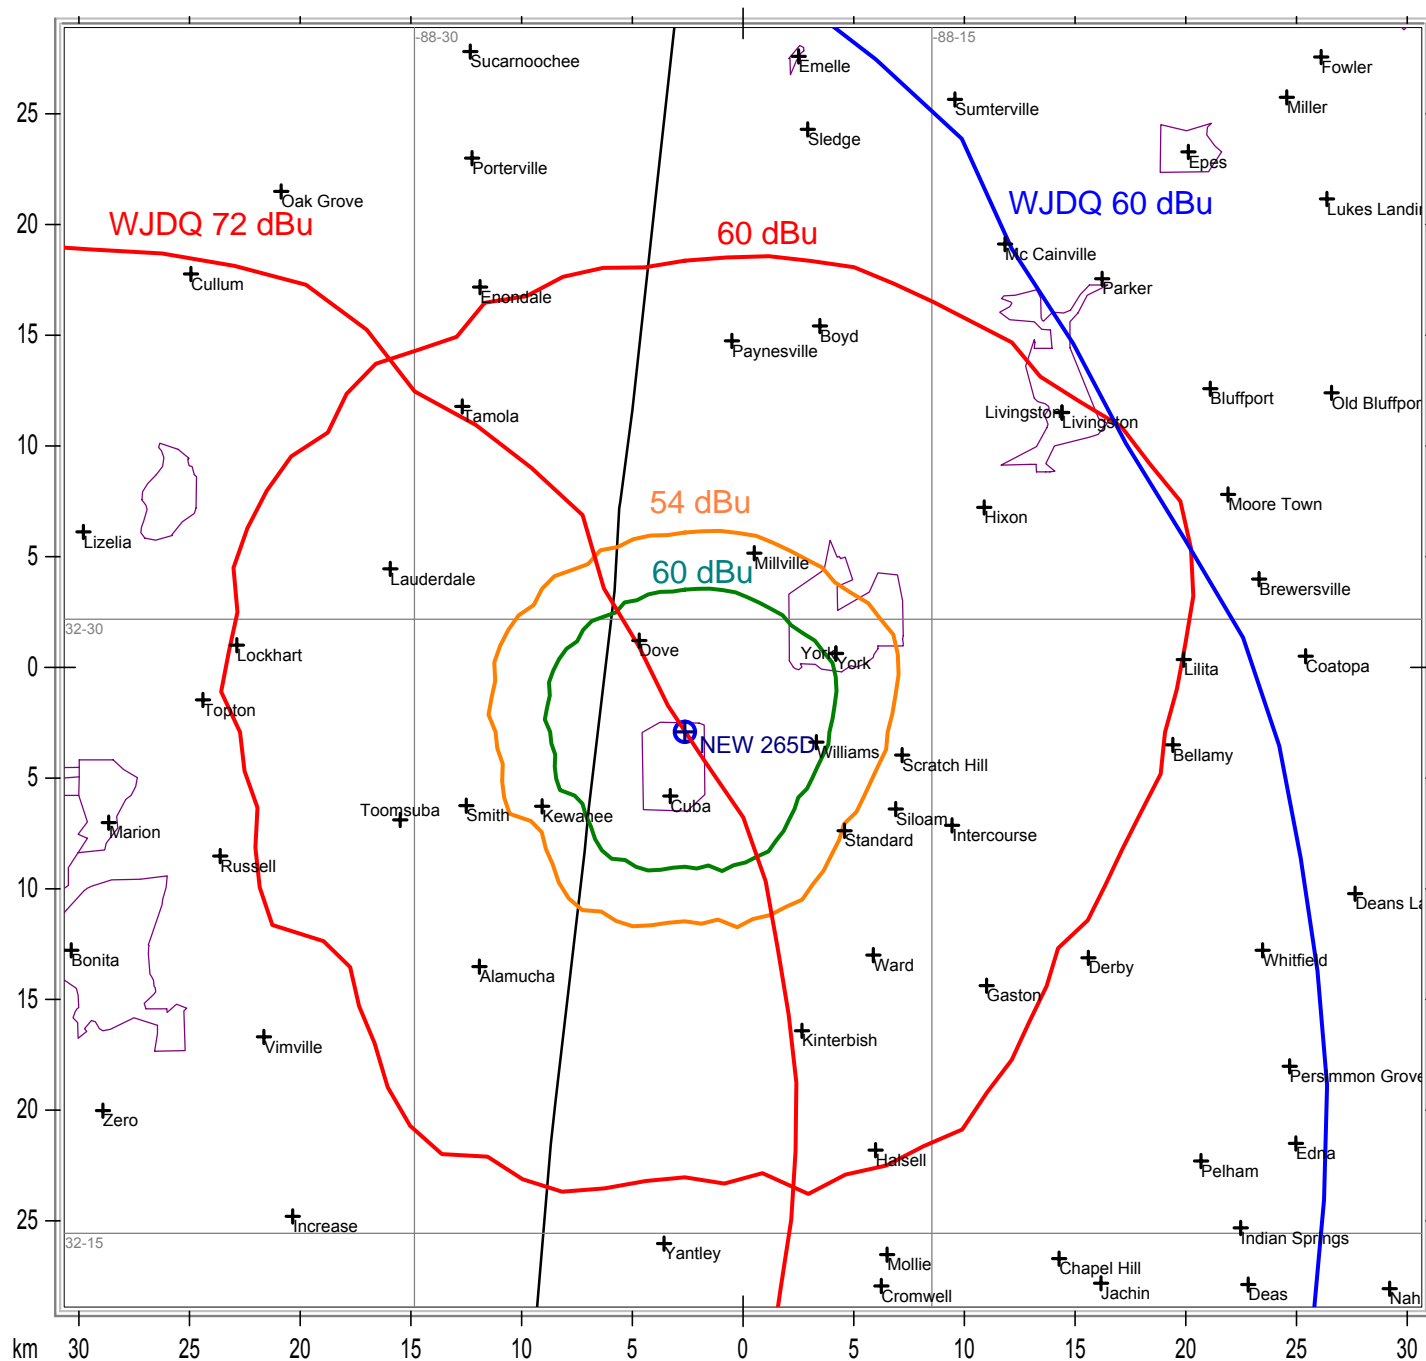 -88-30
-88-15
Sucarnoochee
Emelle
Fowler
Sumterville
Miller
25
Sledge
Porterville
Epes
Oak Grove
WJDQ 60 dBu
Lukes Landin
WJDQ 72 dBu
20
60 dBu
Mc Cainville
Cullum
Parker
Enondale
15
Boyd
Paynesville
Bluffport
Old Bluffpor
Tamola
Livingston
Livingston
10
54 dBu
Moore Town
Hixon
Lizelia
5
Millville
60 dBu
Lauderdale
Brewersville
32-30
Dove
York
York
Lockhart
0
Lilita
Coatopa
Topton
NEW 265D
Williams
Bellamy
Scratch Hill
5
Cuba
Toomsuba
Smith
Kewanee
Siloam
Marion
Standard
Intercourse
Russell
10
Deans La
Bonita
Ward
Derby
Whitfield
Alamucha
Gaston
15
Vimville
Kinterbish
Persimmon Grove
20
Zero
Halsell
Edna
Pelham
25
Increase
32-15
Yantley
Indian Springs
Mollie
Chapel Hill
Cromwell
Jachin
Deas
Nah
km 30 25 20 15 10 5 0 5 10 15 20 25 30